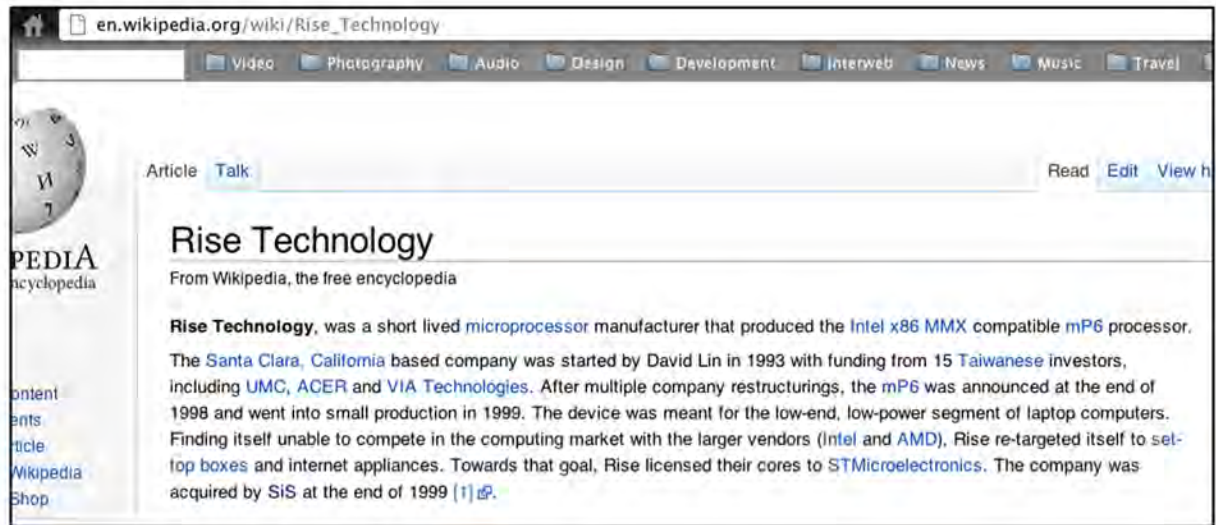 en.wikipedia.org/wiki/Rise_Technology
Video Photography Audio Design Development Interweb News Music Travel
Article Talk Read Edit View h
Rise Technology
PEDIA
ncyclopedia
From Wikipedia, the free encyclopedia
Rise Technology, was a short lived microprocessor manufacturer that produced the Intel x86 MMX compatible mP6 processor.
The Santa Clara, California based company was started by David Lin in 1993 with funding from 15 Taiwanese investors,
including UMC, ACER and VIA Technologies. After multiple company restructurings, the mP6 was announced at the end of
1998 and went into small production in 1999. The device was meant for the low-end, low-power segment of laptop computers.
Finding itself unable to compete in the computing market with the larger vendors (Intel and AMD), Rise re-targeted itself to set-
top boxes and internet appliances. Towards that goal, Rise licensed their cores to STMicroelectronics. The company was
acquired by SiS at the end of 1999 [1].
ontent
ents
rticle
Wikipedia
Shop